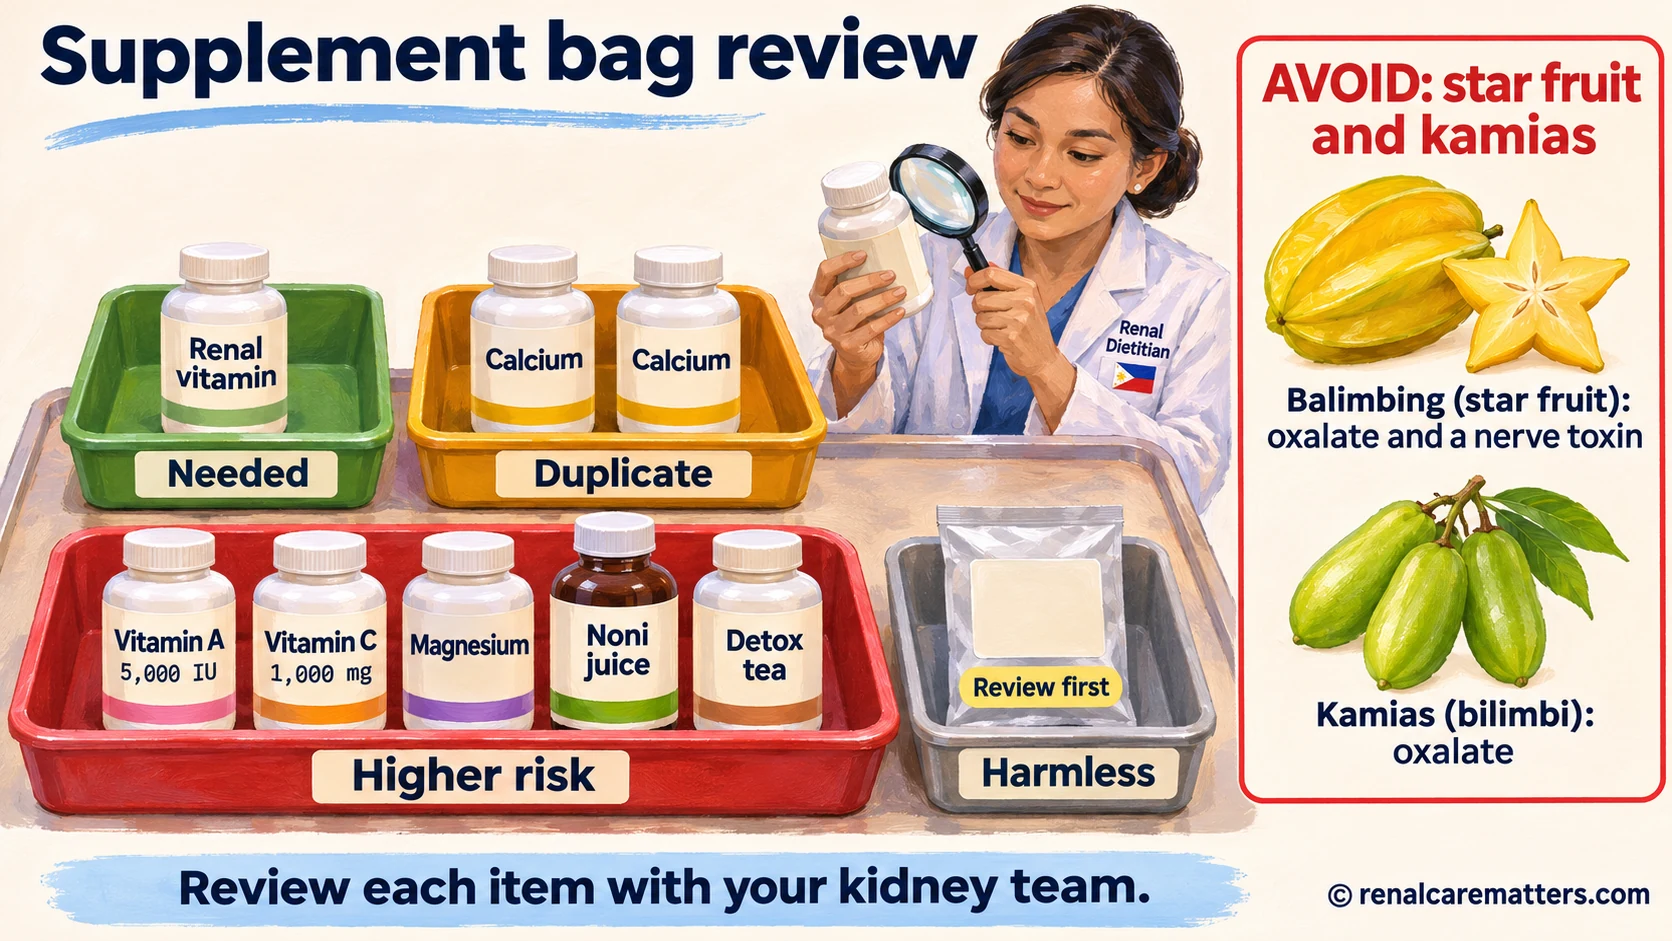 Supplement bag review
Renal
vitamin
Needed
Calcium
Calcium
Duplicate
Renal
Dietitian
Vitamin A
5,000 IU
Vitamin C
1,000 mg
Magnesium
Noni
juice
Detox
tea
Higher risk
Review first
Harmless
AVOID: star fruit
and kamias
Balimbing (star fruit):
oxalate and a nerve toxin
Kamias (bilimbi):
oxalate
Review each item with your kidney team.
© renalcarematters.com